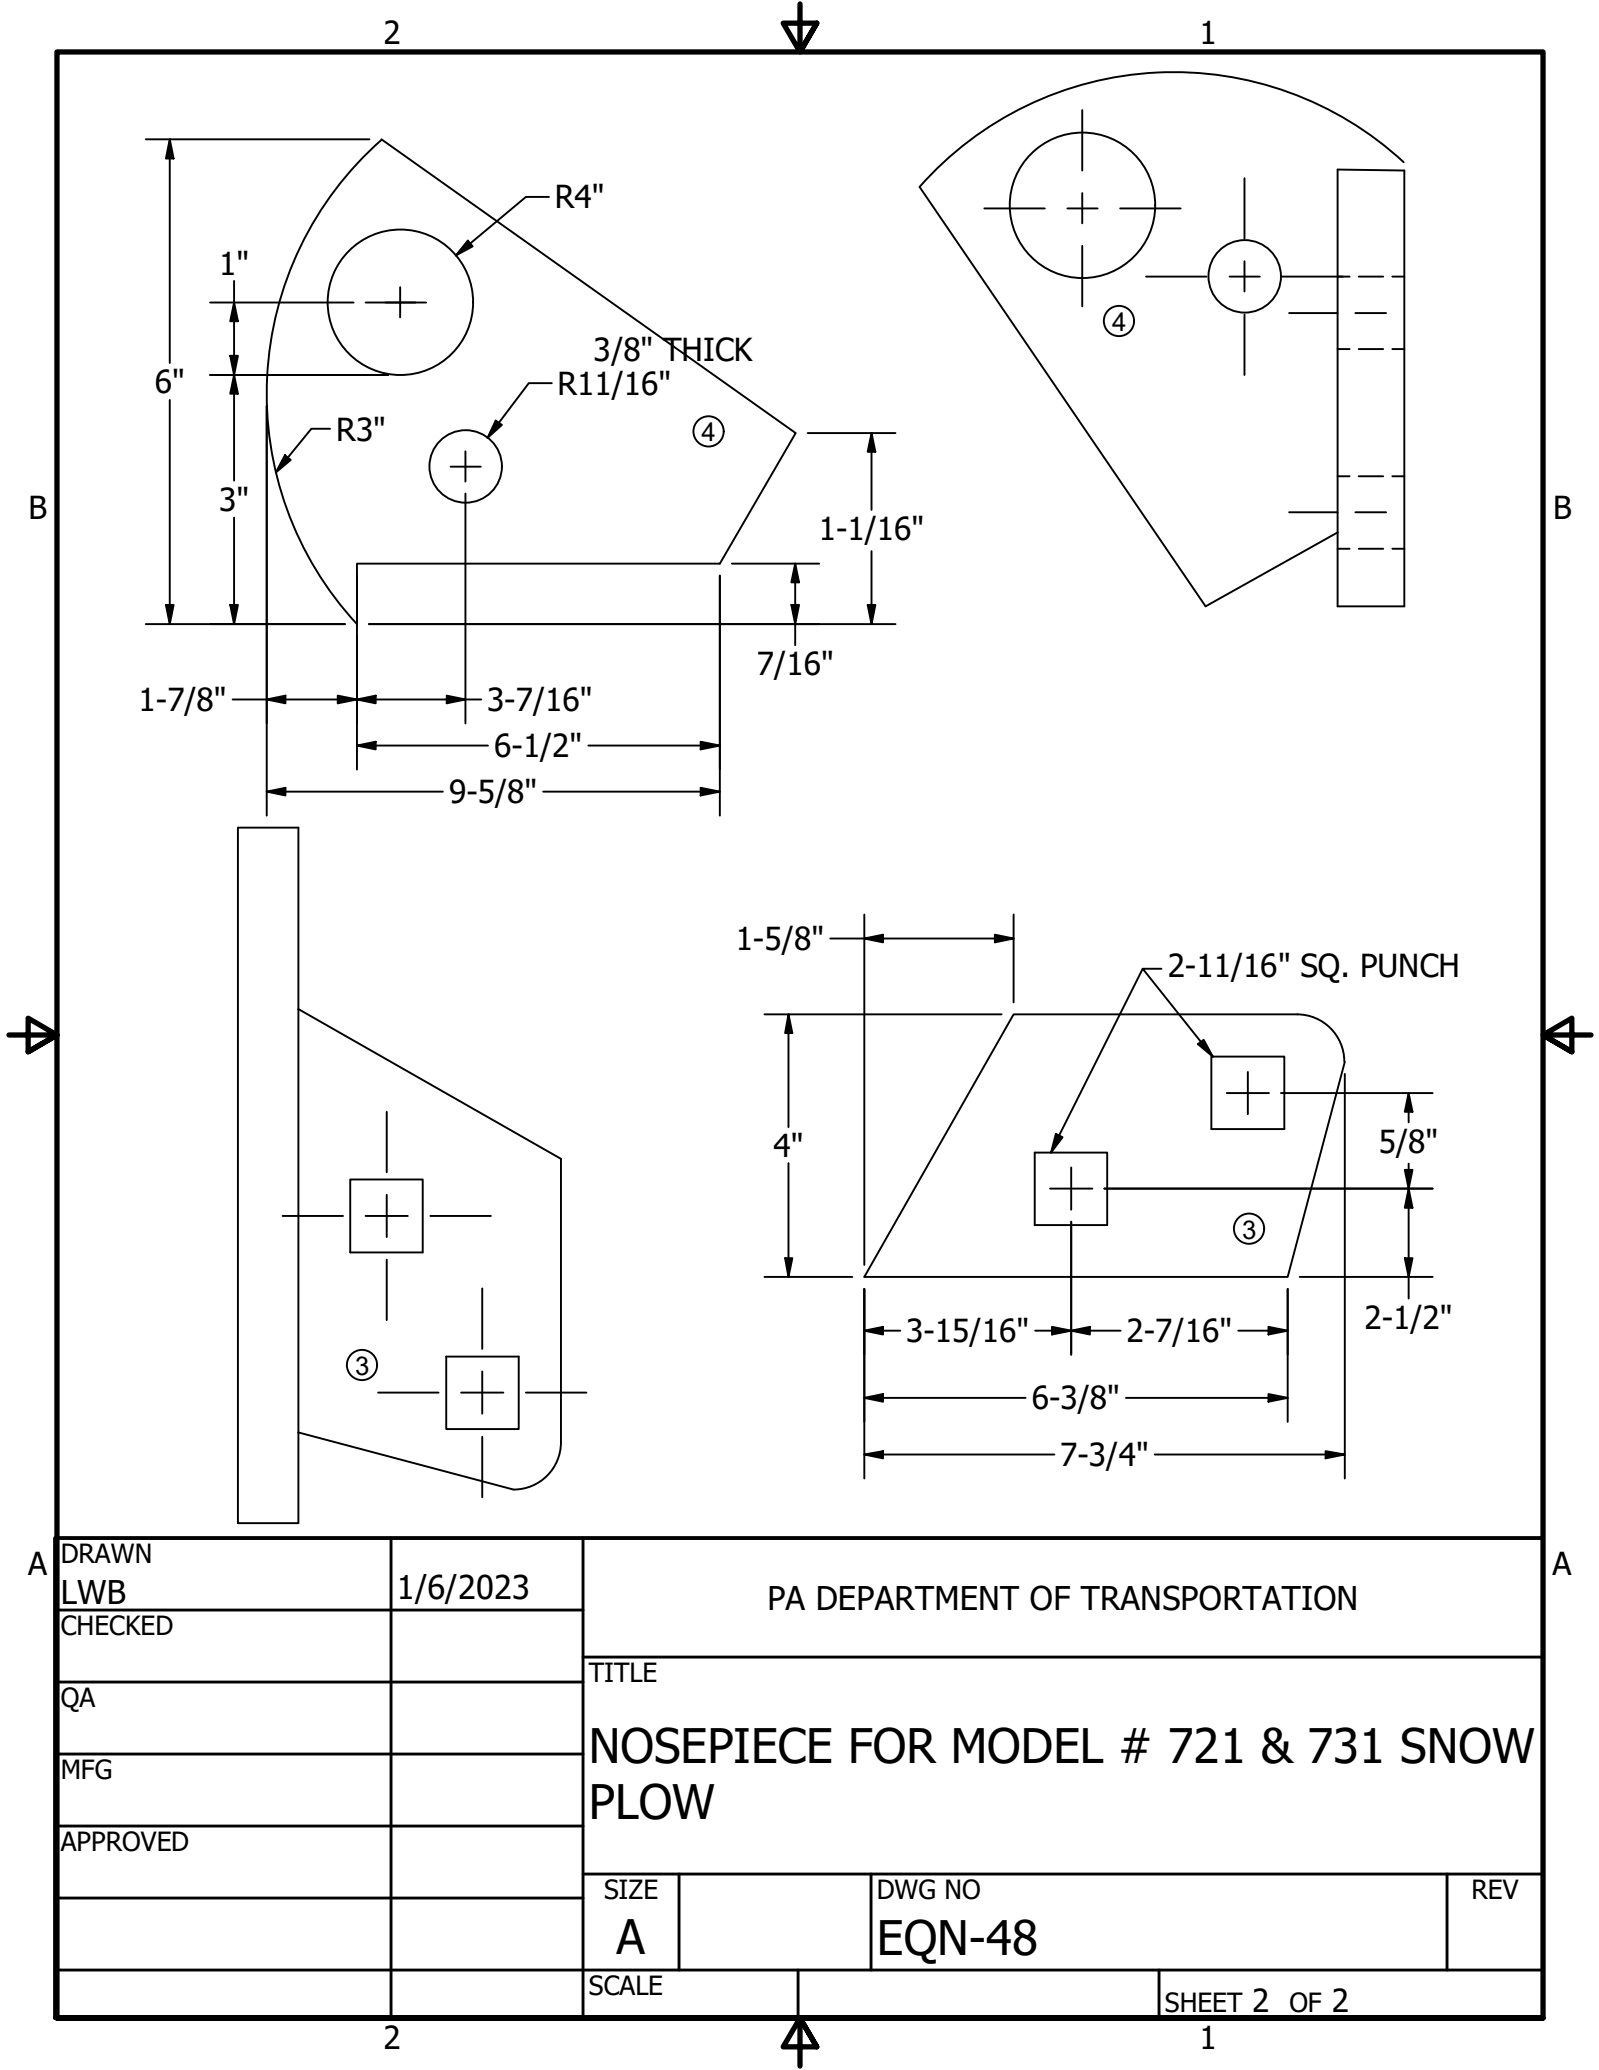 2
1
R4"
1"
3/8" THICK
6"
R11/16"
R3"
4
4
3"
B
B
1-1/16"
7/16"
1-7/8"
3-7/16"
6-1/2"
9-5/8"
1-5/8"
2-11/16" SQ. PUNCH
4"
5/8"
3
3-15/16"
2-7/16"
2-1/2"
3
6-3/8"
7-3/4"
A
A
DRAWN
LWB
1/6/2023
CHECKED
QA
MFG
APPROVED
PA DEPARTMENT OF TRANSPORTATION
TITLE
NOSEPIECE FOR MODEL # 721 & 731 SNOW
PLOW
SIZE
A
DWG NO
EQN-48
REV
SCALE
SHEET 2 OF 2
2
1